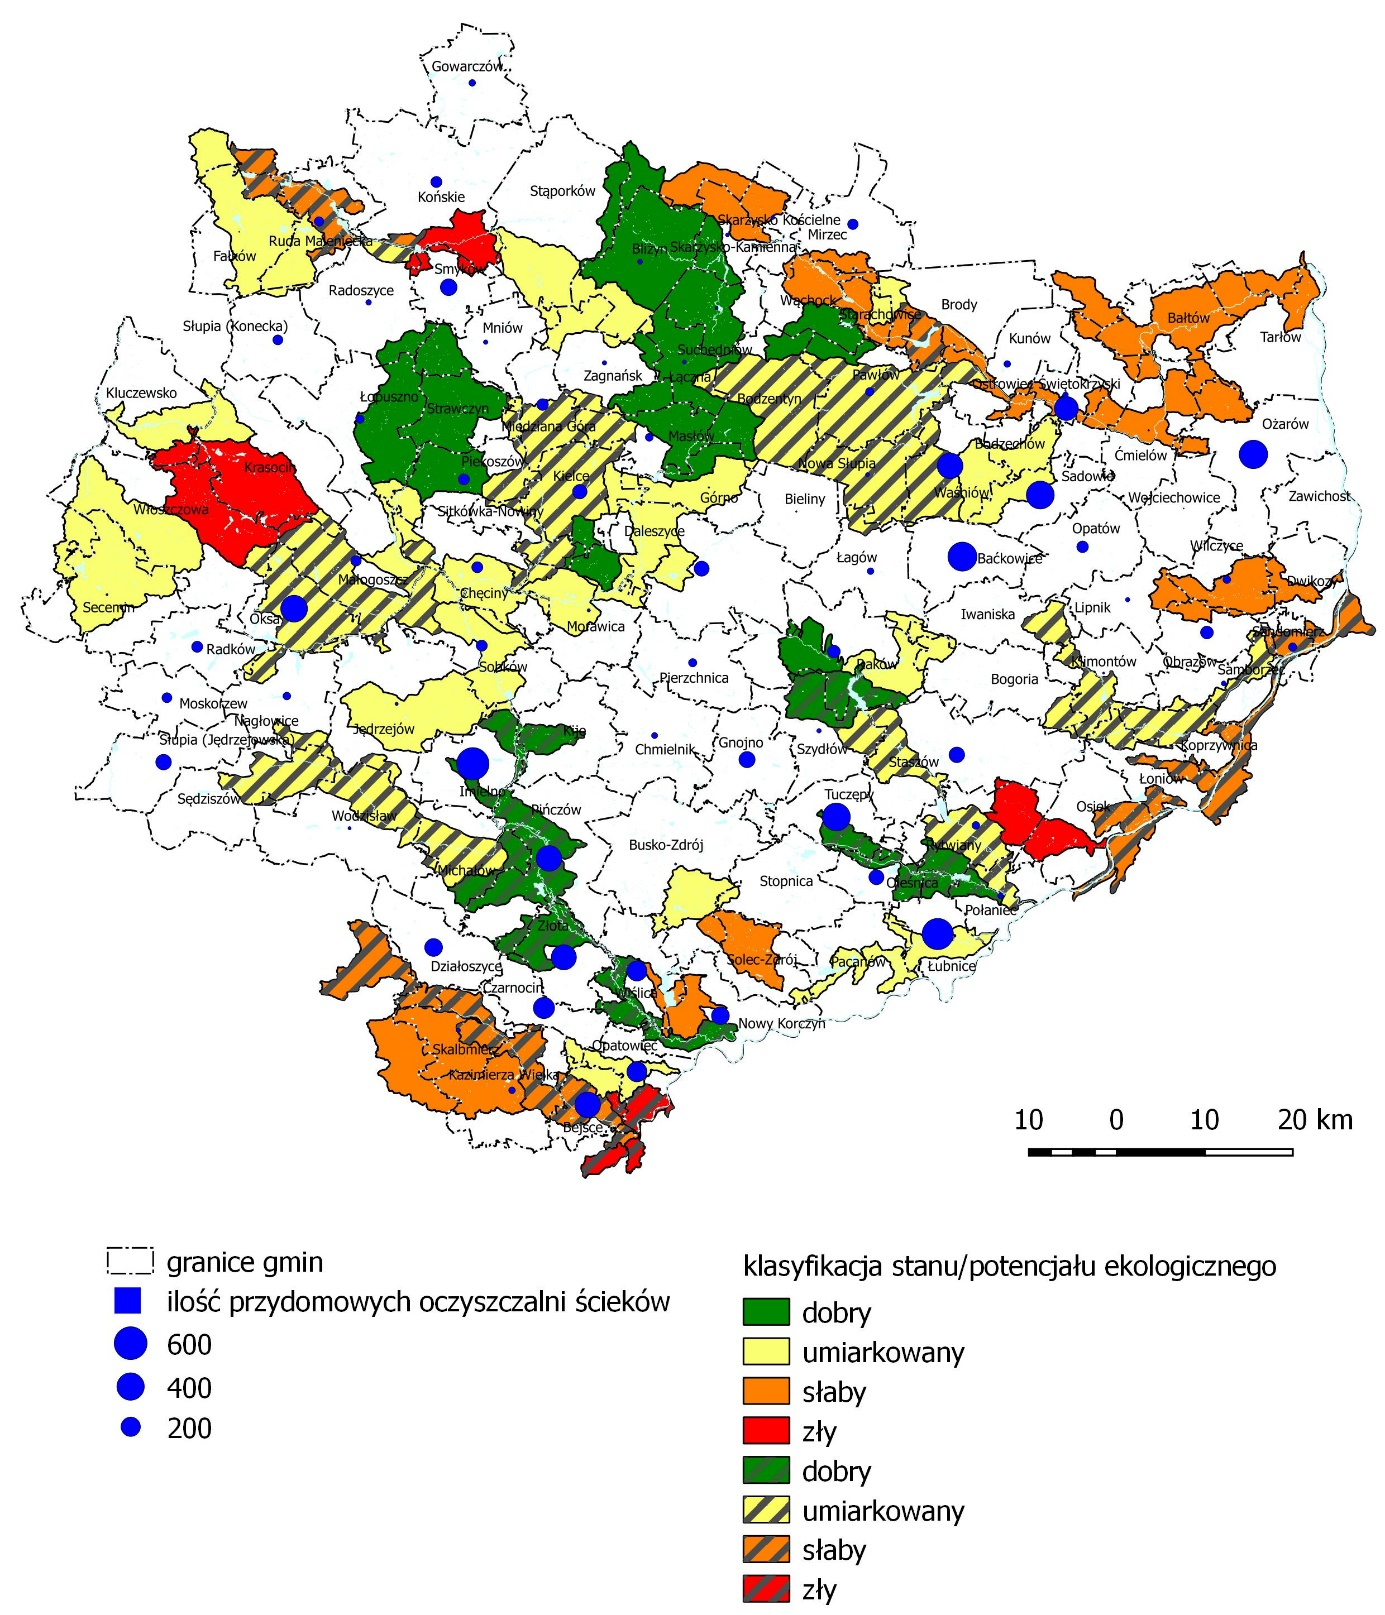 Gowarczów
Końskie
Stąporków
Skarżysko Kościelne
Mirzec
Ruda Maleniecka
Bliżyn
Skarżysko-Kamienna
Fałków
Smyków
Radoszyce
Wąchock
Brody
Starachowice
Bałtów
Słupia (Konecka)
Mniów
Kunów
Tarłów
Suchedniów
Zagnańsk
Łączna
Pawłów
Ostrowiec Świętokrzyski
Kluczewsko
Łopuszno
Strawczyn
Bodzentyn
Miedziana Góra
Masłów
Ożarów
Bodzechów
Ćmielów
Krasocin
Piekoszów
Nowa Słupia
Kielce
Sadowie
Waśniów
Górno
Bieliny
Wojciechowice
Zawichost
Włoszczowa
Sitkówka-Nowiny
Daleszyce
Opatów
Wilczyce
Łagów
Baćkowice
Małogoszcz
Dwikozy
Chęciny
Secemin
Lipnik
Iwaniska
Oksa
Morawica
Sandomierz
Radków
Klimontów
Obrazów
Samborzec
Sobków
Raków
Pierzchnica
Bogoria
Moskorzew
Nagłowice
Jędrzejów
Kije
Słupia (Jędrzejowska)
Chmielnik
Gnojno
Szydłów
Koprzywnica
Staszów
Łoniów
Imielno
Sędziszów
Tuczępy
Osiek
Pińczów
Wodzisław
Busko-Zdrój
Rytwiany
Michałów
Stopnica
Oleśnica
Połaniec
Złota
Solec-Zdrój
Pacanów
Łubnice
Działoszyce
Czarnocin
Wiślica
Nowy Korczyn
Skalbmierz
Opatowiec
Kazimierza Wielka
Bejsce
10 0 10 20 km
granice gmin
ilość przydomowych oczyszczalni ścieków
600
400
200
klasyfikacja stanu/potencjału ekologicznego
dobry
umiarkowany
słaby
zły
dobry
umiarkowany
słaby
zły